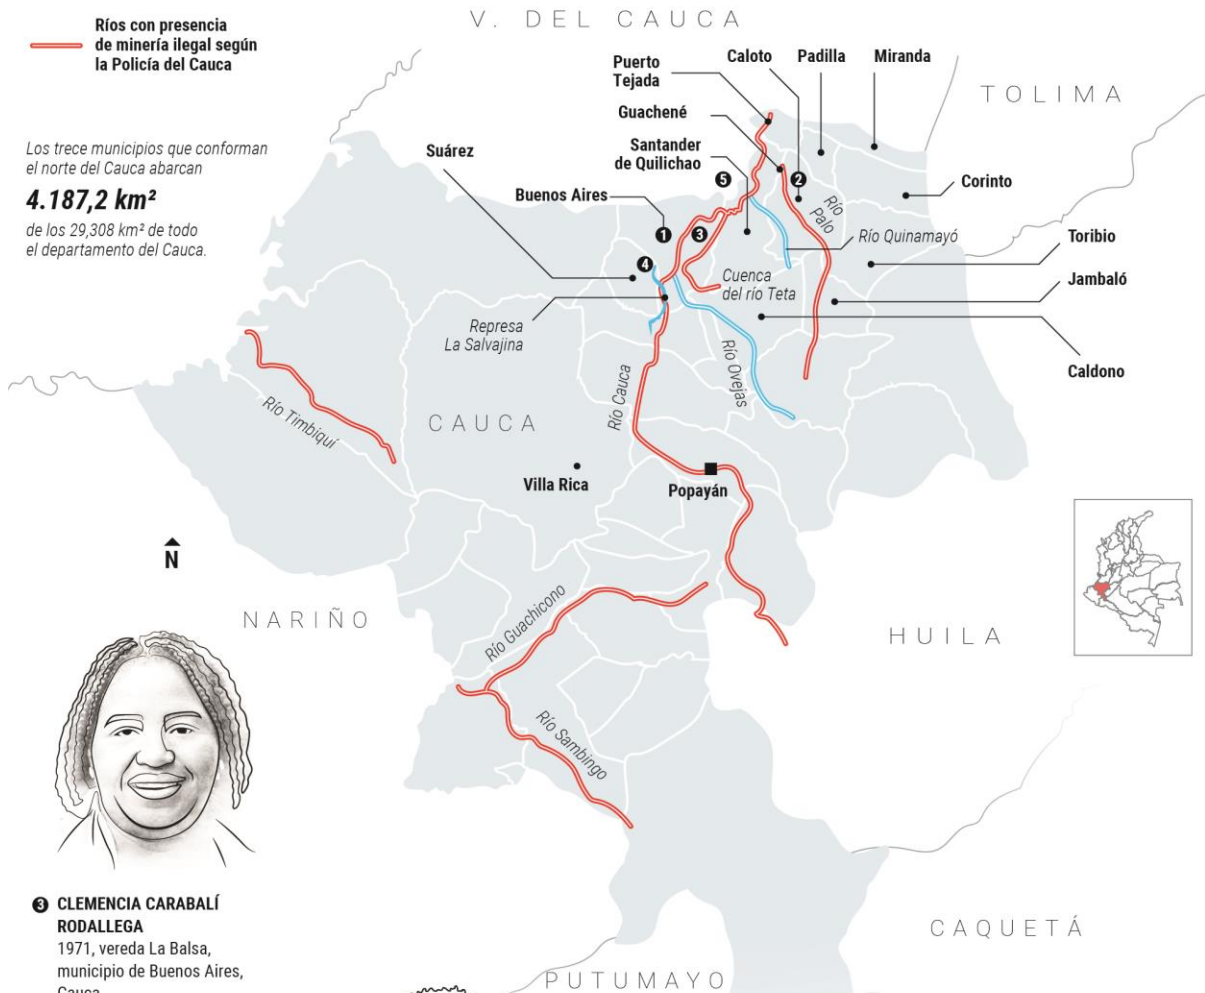 V. DEL CAUCA
Ríos con presencia
de minería ilegal según
la Policía del Cauca
Puerto
Tejada
Caloto
Padilla
Miranda
TOLIMA
Guachené
Los trece municipios que conforman
el norte del Cauca abarcan
4.187,2 km²
de los 29,308 km² de todo
el departamento del Cauca.
Suárez
Santander
de Quilichao
Buenos Aires
5
2
Corinto
1
3
Río
Palo
Río Quinamayó
Toribio
4
Cuenca
del río Teta
Jambaló
Represa
La Salvajina
Río Ovejas
Caldono
Río Cauca
Río Timbiquí
CAUCA
Villa Rica
Popayán
N
NARIÑO
Río Guachicono
HUILA
Río Sambingo
3 CLEMENCIA CARABALÍ
RODALLEGA
1971, vereda La Balsa,
municipio de Buenos Aires,
Cauca
CAQUETÁ
PUTUMAYO